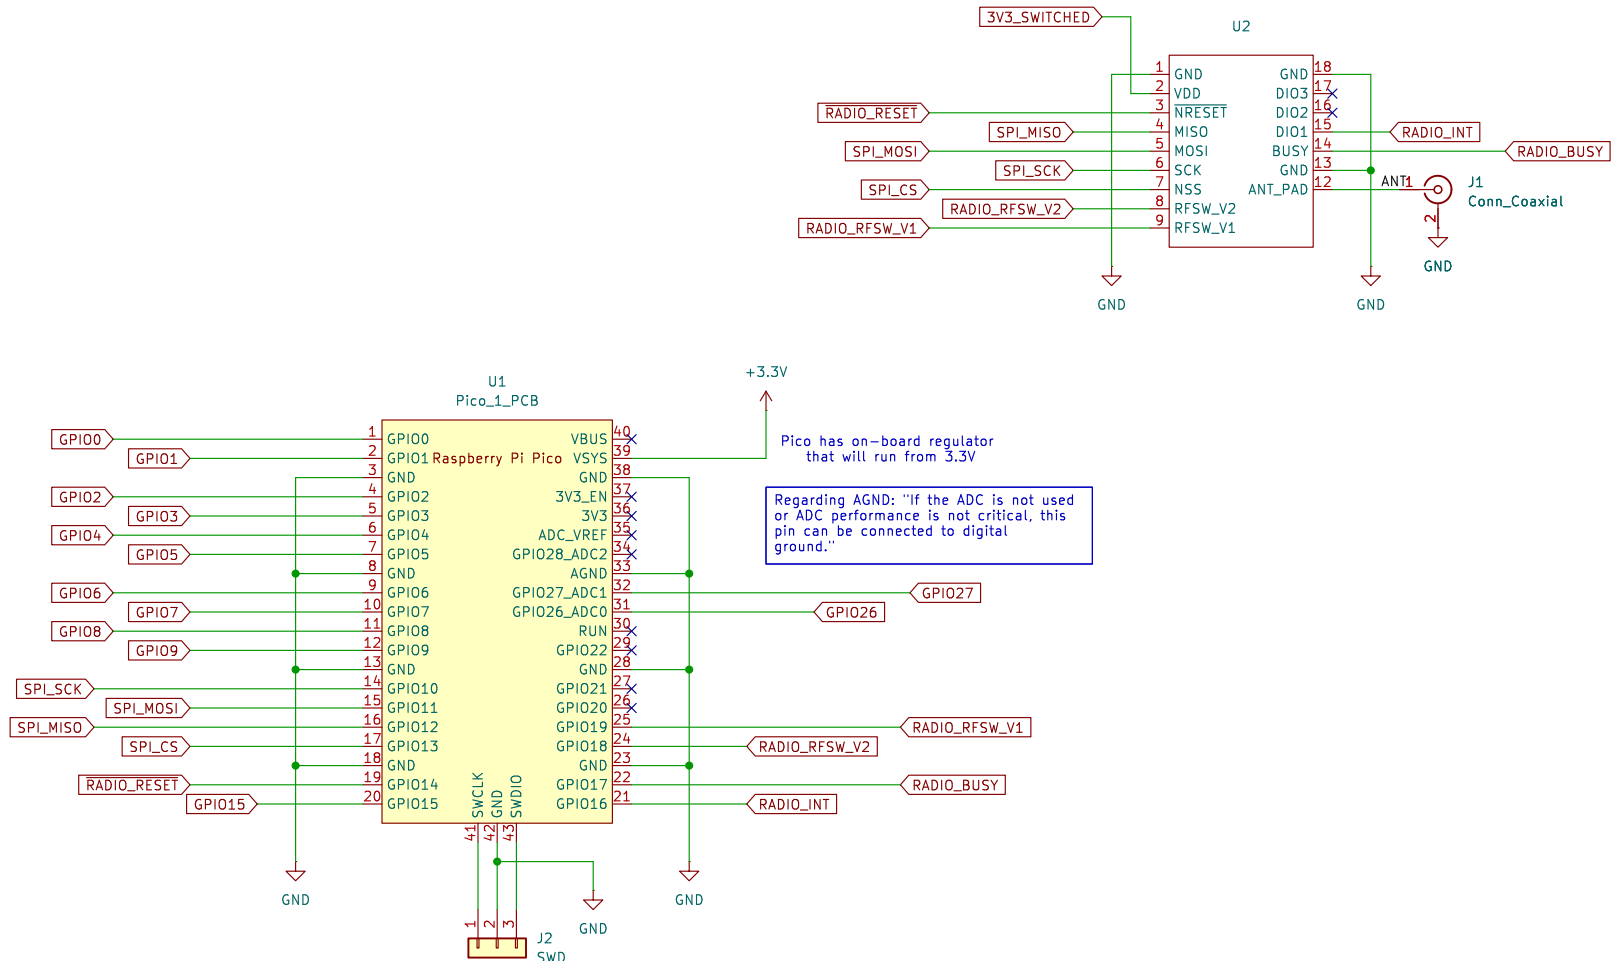 3V3_SWITCHED
U2
1 GND
2 VDD
3 NRESET
4 MISO
5 MOSI
6 SCK
7 NSS
8 RFSW_V2
9 RFSW_V1
GND 18
DIO3 17
DIO2 16
DIO1 15
BUSY 14
GND 13
ANT_PAD 12
RADIO_RESET
SPI_MISO
SPI_MOSI
SPI_SCK
SPI_CS
RADIO_RFSW_V2
RADIO_RFSW_V1
RADIO_INT
RADIO_BUSY
ANT
1
2
J1
Conn_Coaxial
GND
GND
GND
U1
Pico_1_PCB
Raspberry Pi Pico
GPIO0
GPIO1
GPIO2
GPIO3
GPIO4
GPIO5
GPIO6
GPIO7
GPIO8
GPIO9
SPI_SCK
SPI_MOSI
SPI_MISO
SPI_CS
RADIO_RESET
GPIO15
1 GPIO0
2 GPIO1
3 GND
4 GPIO2
5 GPIO3
6 GPIO4
7 GPIO5
8 GND
9 GPIO6
10 GPIO7
11 GPIO8
12 GPIO9
13 GND
14 GPIO10
15 GPIO11
16 GPIO12
17 GPIO13
18 GND
19 GPIO14
20 GPIO15
VBUS 40
VSYS 39
GND 38
3V3_EN 37
3V3 36
ADC_VREF 35
GPIO28_ADC2 34
AGND 33
GPIO27_ADC1 32
GPIO26_ADC0 31
RUN 30
GPIO22 29
GND 28
GPIO21 27
GPIO20 26
GPIO19 25
GPIO18 24
GND 23
GPIO17 22
GPIO16 21
SWCLK 41
GND 42
SWDIO 43
+3.3V
Pico has on-board regulator
that will run from 3.3V
Regarding AGND: "If the ADC is not used
or ADC performance is not critical, this
pin can be connected to digital
ground."
GPIO27
GPIO26
RADIO_RFSW_V1
RADIO_RFSW_V2
RADIO_BUSY
RADIO_INT
GND
GND
GND
1
2
3
J2
SWD